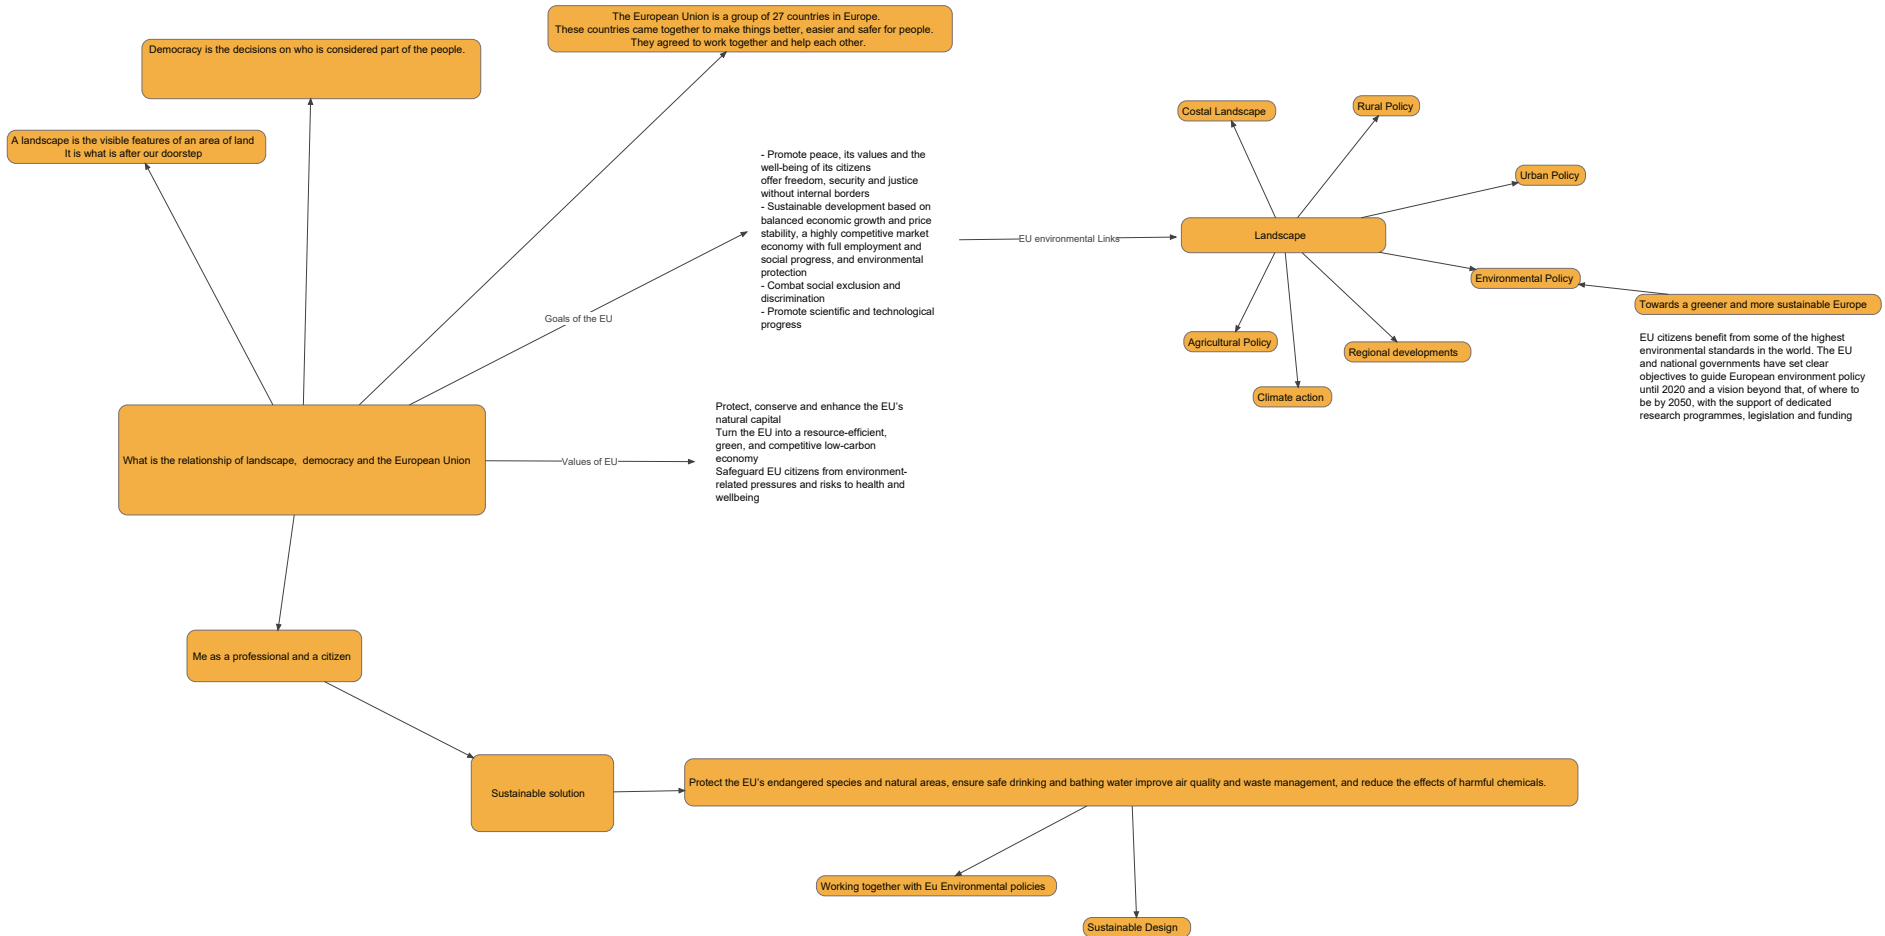 The European Union is a group of 27 countries in Europe.
These countries came together to make things better, easier and safer for people.
They agreed to work together and help each other.
Democracy is the decisions on who is considered part of the people.
A landscape is the visible features of an area of land
It is what is after our doorstep
Costal Landscape
Rural Policy
Urban Policy
- Promote peace, its values and the
well-being of its citizens
offer freedom, security and justice
without internal borders
- Sustainable development based on
balanced economic growth and price
stability, a highly competitive market
economy with full employment and
social progress, and environmental
protection
- Combat social exclusion and
discrimination
- Promote scientific and technological
progress
EU environmental Links
Landscape
Environmental Policy
Towards a greener and more sustainable Europe
Goals of the EU
Agricultural Policy
Regional developments
Climate action
EU citizens benefit from some of the highest
environmental standards in the world. The EU
and national governments have set clear
objectives to guide European environment policy
until 2020 and a vision beyond that, of where to
be by 2050, with the support of dedicated
research programmes, legislation and funding
What is the relationship of landscape,  democracy and the European Union
Values of EU
Protect, conserve and enhance the EU's
natural capital
Turn the EU into a resource-efficient,
green, and competitive low-carbon
economy
Safeguard EU citizens from environment-
related pressures and risks to health and
wellbeing
Me as a professional and a citizen
Sustainable solution
Protect the EU's endangered species and natural areas, ensure safe drinking and bathing water improve air quality and waste management, and reduce the effects of harmful chemicals.
Working together with Eu Environmental policies
Sustainable Design